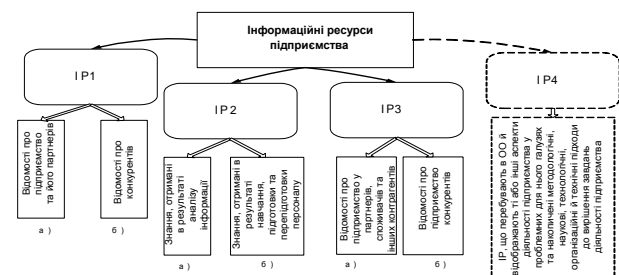 Інформаційні ресурси
підприємства
ІР1
ІР2
ІР3
ІР4
Відомості про
підприємство
та його партнерів
а )
Відомості про
конкурентів
б )
Знання, отримані
в результаті
аналізу
інформації
а )
Знання, отримані в
результаті
навчання,
підготовки та
перепідготовки
персоналу
б )
Відомості про
підприємство у
партнерів,
споживачів та
інших контрагентів
а )
Відомості про
підприємство
конкурентів
б )
ІР, що перебувають в ОО й
відображають ті або інші аспекти
діяльності підприємства у
проблемних для нього галузях
та накопичені методологічні,
наукові, технологічні,
організаційні й технічні підходи
до вирішення завдань
діяльності підприємства